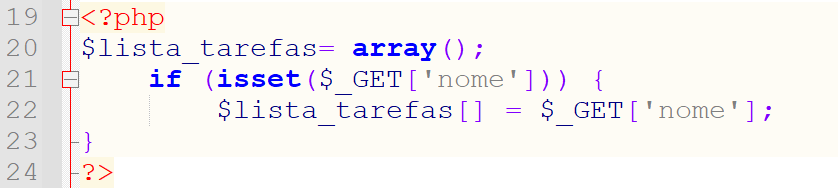 19 <?php
20 $lista_tarefas= array();
21     if (isset($_GET['nome'])) {
22         $lista_tarefas[] = $_GET['nome'];
23 }
24 ?>